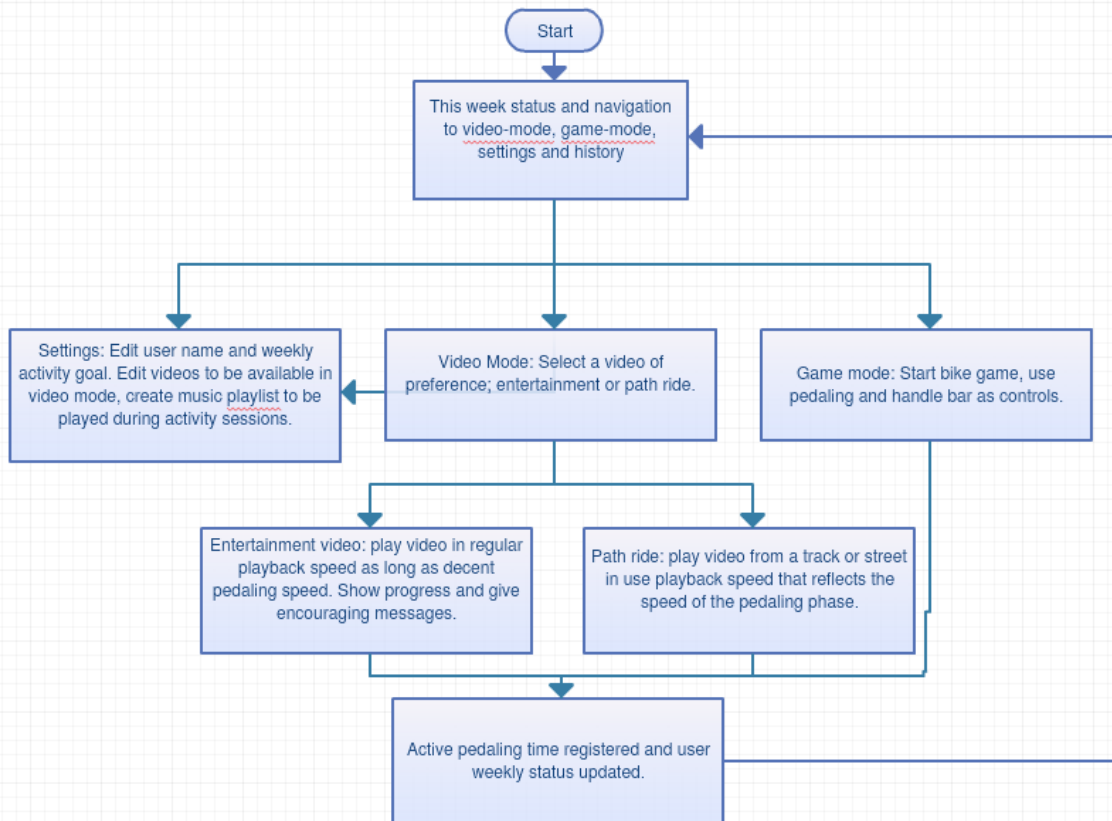 Start
This week status and navigation
to video-mode, game-mode,
settings and history
Settings: Edit user name and weekly
activity goal. Edit videos to be available in
video mode, create music playlist to be
played during activity sessions.
Video Mode: Select a video of
preference; entertainment or path ride.
Game mode: Start bike game, use
pedaling and handle bar as controls.
Entertainment video: play video in regular
playback speed as long as decent
pedaling speed. Show progress and give
encouraging messages.
Path ride: play video from a track or street
in use playback speed that reflects the
speed of the pedaling phase.
Active pedaling time registered and user
weekly status updated.